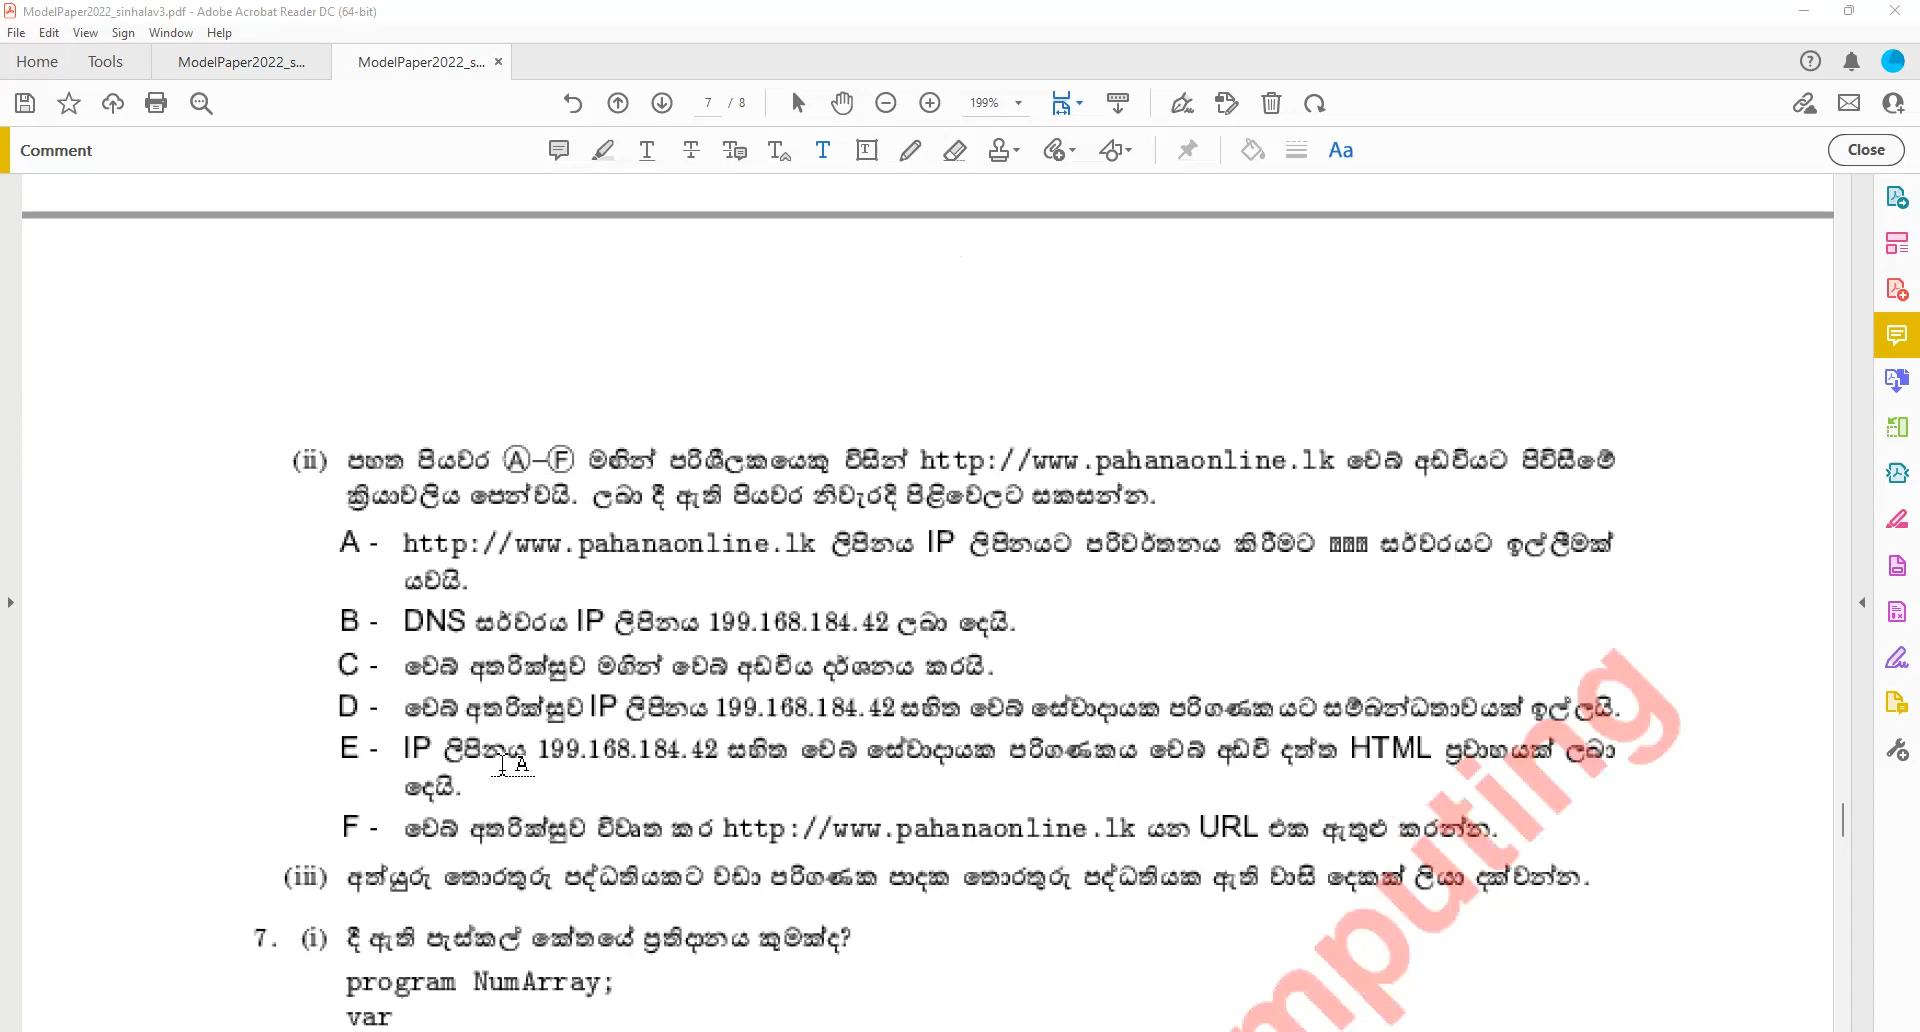 ModelPaper2022_sinhalav3.pdf - Adobe Acrobat Reader DC (64-bit)
File Edit View Sign Window Help
Home Tools ModelPaper2022_s... ModelPaper2022_s...
7 / 8 199%
Comment Close
(ii) පහත පියවර Ⓐ–Ⓕ මඟින් පරිශීලකයෙකු විසින් http://www.pahanaonline.lk වෙබ් අඩවියට පිවිසීමේ
ක්‍රියාවලිය පෙන්වයි. ලබා දී ඇති පියවර නිවැරදි පිළිවෙලට සකසන්න.
A - http://www.pahanaonline.lk ලිපිනය IP ලිපිනයට පරිවර්තනය කිරීමට සර්වරයට ඉල්ලීමක්
යවයි.
B - DNS සර්වරය IP ලිපිනය 199.168.184.42 ලබා දෙයි.
C - වෙබ් අතරික්සුව මගින් වෙබ් අඩවිය දර්ශනය කරයි.
D - වෙබ් අතරික්සුව IP ලිපිනය 199.168.184.42 සහිත වෙබ් සේවාදායක පරිගණකයට සම්බන්ධතාවයක් ඉල්ලයි.
E - IP ලිපිනය 199.168.184.42 සහිත වෙබ් සේවාදායක පරිගණකය වෙබ් අඩවි දත්ත HTML ප්‍රවාහයක් ලබා
දෙයි.
F - වෙබ් අතරික්සුව විවෘත කර http://www.pahanaonline.lk යන URL එක ඇතුළු කරන්න.
(iii) අත්යුරු තොරතුරු පද්ධතියකට වඩා පරිගණක පාදක තොරතුරු පද්ධතියක ඇති වාසි දෙකක් ලියා දක්වන්න.
7. (i) දී ඇති පැස්කල් කේතයේ ප්‍රතිදානය කුමක්ද?
program NumArray;
var
mputing